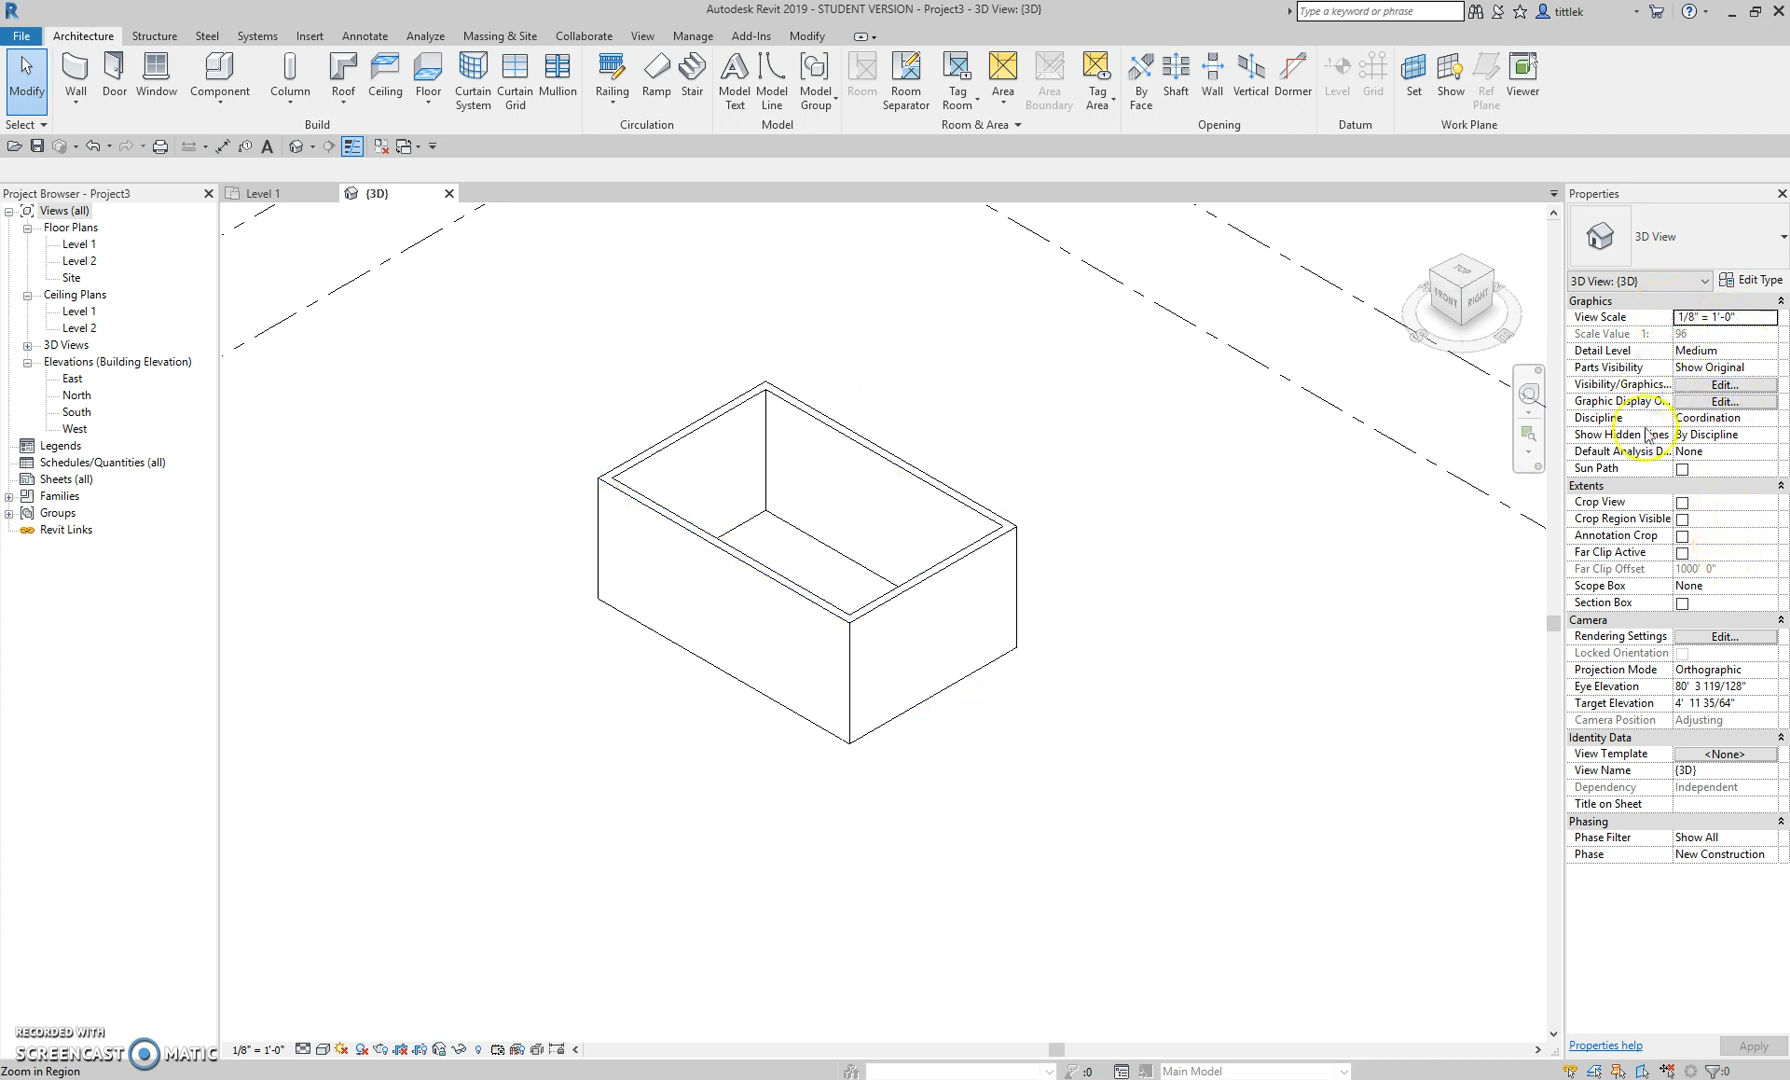 Autodesk Revit 2019 - STUDENT VERSION - Project3 - 3D View: {3D}
Type a keyword or phrase
tittlek
File Architecture Structure Steel Systems Insert Annotate Analyze Massing & Site Collaborate View Manage Add-Ins Modify
Modify Wall Door Window Component Column Roof Ceiling Floor Curtain System Curtain Grid Mullion Railing Ramp Stair Model Text Model Line Model Group Room Room Separator Tag Room Area Area Boundary Tag Area By Face Shaft Wall Vertical Dormer Level Grid Set Show Ref Plane Viewer
Select Build Circulation Model Room & Area Opening Datum Work Plane
Project Browser - Project3
Level 1
{3D}
Views (all)
Floor Plans
Level 1
Level 2
Site
Ceiling Plans
Level 1
Level 2
3D Views
Elevations (Building Elevation)
East
North
South
West
Legends
Schedules/Quantities (all)
Sheets (all)
Families
Groups
Revit Links
TOP
FRONT RIGHT
Properties
3D View
3D View: {3D} Edit Type
Graphics
View Scale 1/8" = 1'-0"
Scale Value 1: 96
Detail Level Medium
Parts Visibility Show Original
Visibility/Graphics... Edit...
Graphic Display O... Edit...
Discipline Coordination
Show Hidden Lines By Discipline
Default Analysis D... None
Sun Path
Extents
Crop View
Crop Region Visible
Annotation Crop
Far Clip Active
Far Clip Offset 1000' 0"
Scope Box None
Section Box
Camera
Rendering Settings Edit...
Locked Orientation
Projection Mode Orthographic
Eye Elevation 80' 3 119/128"
Target Elevation 4' 11 35/64"
Camera Position Adjusting
Identity Data
View Template <None>
View Name {3D}
Dependency Independent
Title on Sheet
Phasing
Phase Filter Show All
Phase New Construction
Properties help Apply
RECORDED WITH
SCREENCAST MATIC
1/8" = 1'-0"
Zoom in Region
:0
Main Model
:0